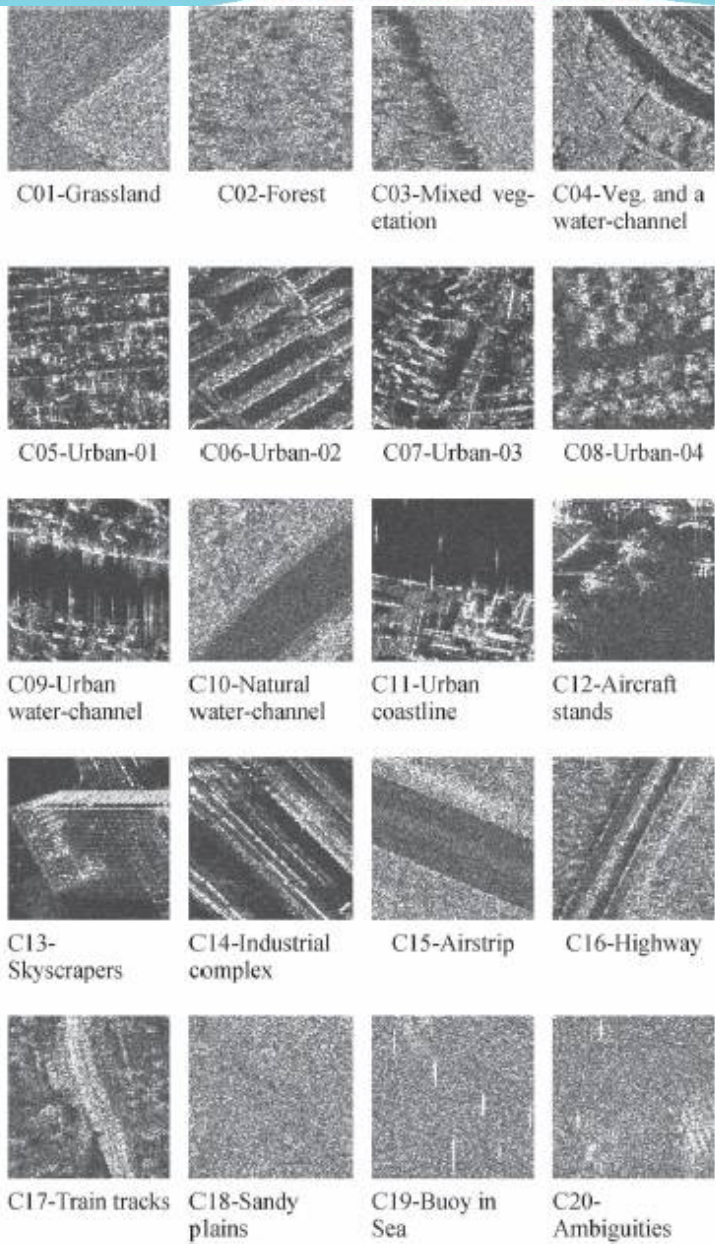 C01-Grassland
C02-Forest
C03-Mixed veg-
etation
C04-Veg. and a
water-channel
C05-Urban-01
C06-Urban-02
C07-Urban-03
C08-Urban-04
C09-Urban
water-channel
C10-Natural
water-channel
C11-Urban
coastline
C12-Aircraft
stands
C13-
Skyscrapers
C14-Industrial
complex
C15-Airstrip
C16-Highway
C17-Train tracks
C18-Sandy
plains
C19-Buoy in
Sea
C20-
Ambiguities